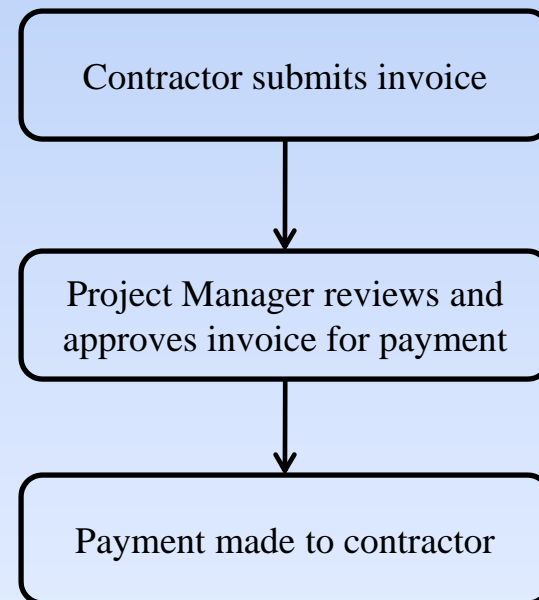 Contractor submits invoice
Project Manager reviews and
approves invoice for payment
Payment made to contractor